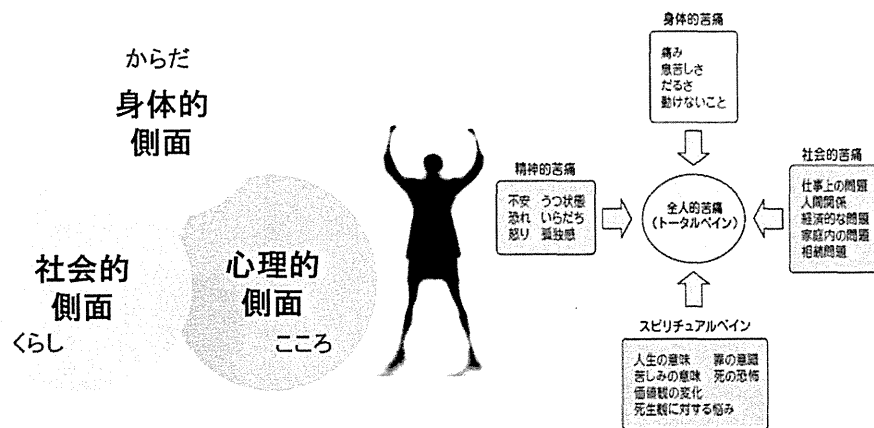 からだ
身体的
側面
社会的
側面
くらし
心理的
側面
こころ
身体的苦痛
痛み
息苦しさ
だるさ
動けないこと
精神的苦痛
不安 うつ状態
恐れ いらだち
怒り 孤独感
全人的苦痛
(トータルペイン)
社会的苦痛
仕事上の問題
人間関係
経済的な問題
家庭内の問題
相続問題
スピリチュアルペイン
人生の意味 罪の意識
苦しみの意味 死の恐怖
価値観の変化
死生観に対する悩み